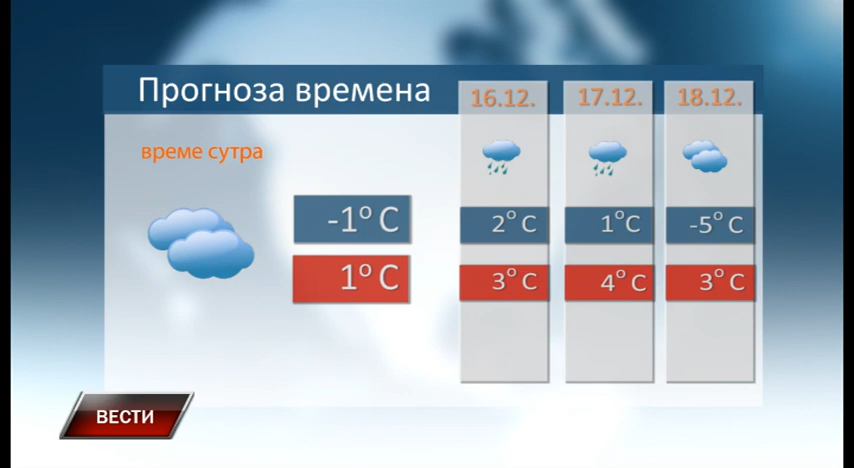 Прогноза времена
време сутра
-1° C
1° C
16.12.
2° C
3° C
17.12.
1°C
4° C
18.12.
-5° C
3° C
ВЕСТИ